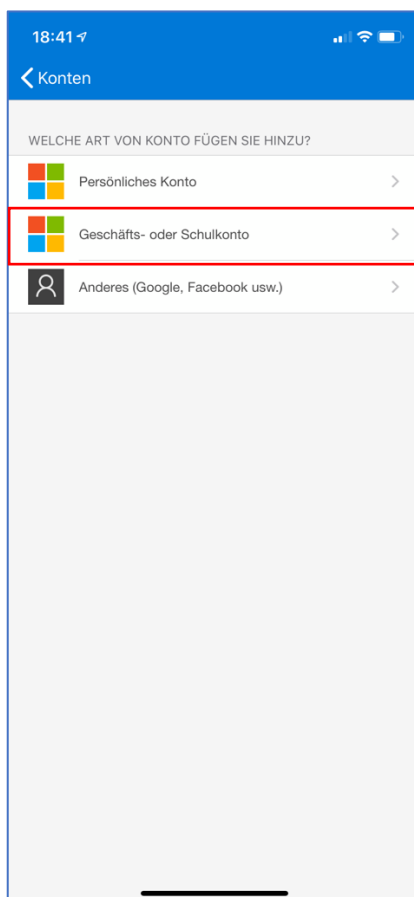 18:41
Konten
WELCHE ART VON KONTO FÜGEN SIE HINZU?
Persönliches Konto
Geschäfts- oder Schulkonto
Anderes (Google, Facebook usw.)